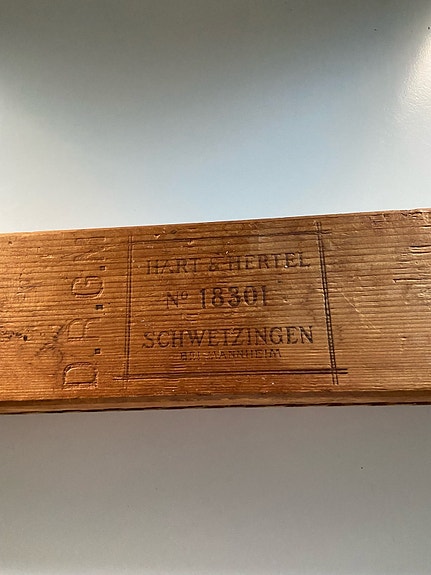 D.R.G.M
HART & HERTEL
Nº 18301
SCHWETZINGEN
BEI MANNHEIM